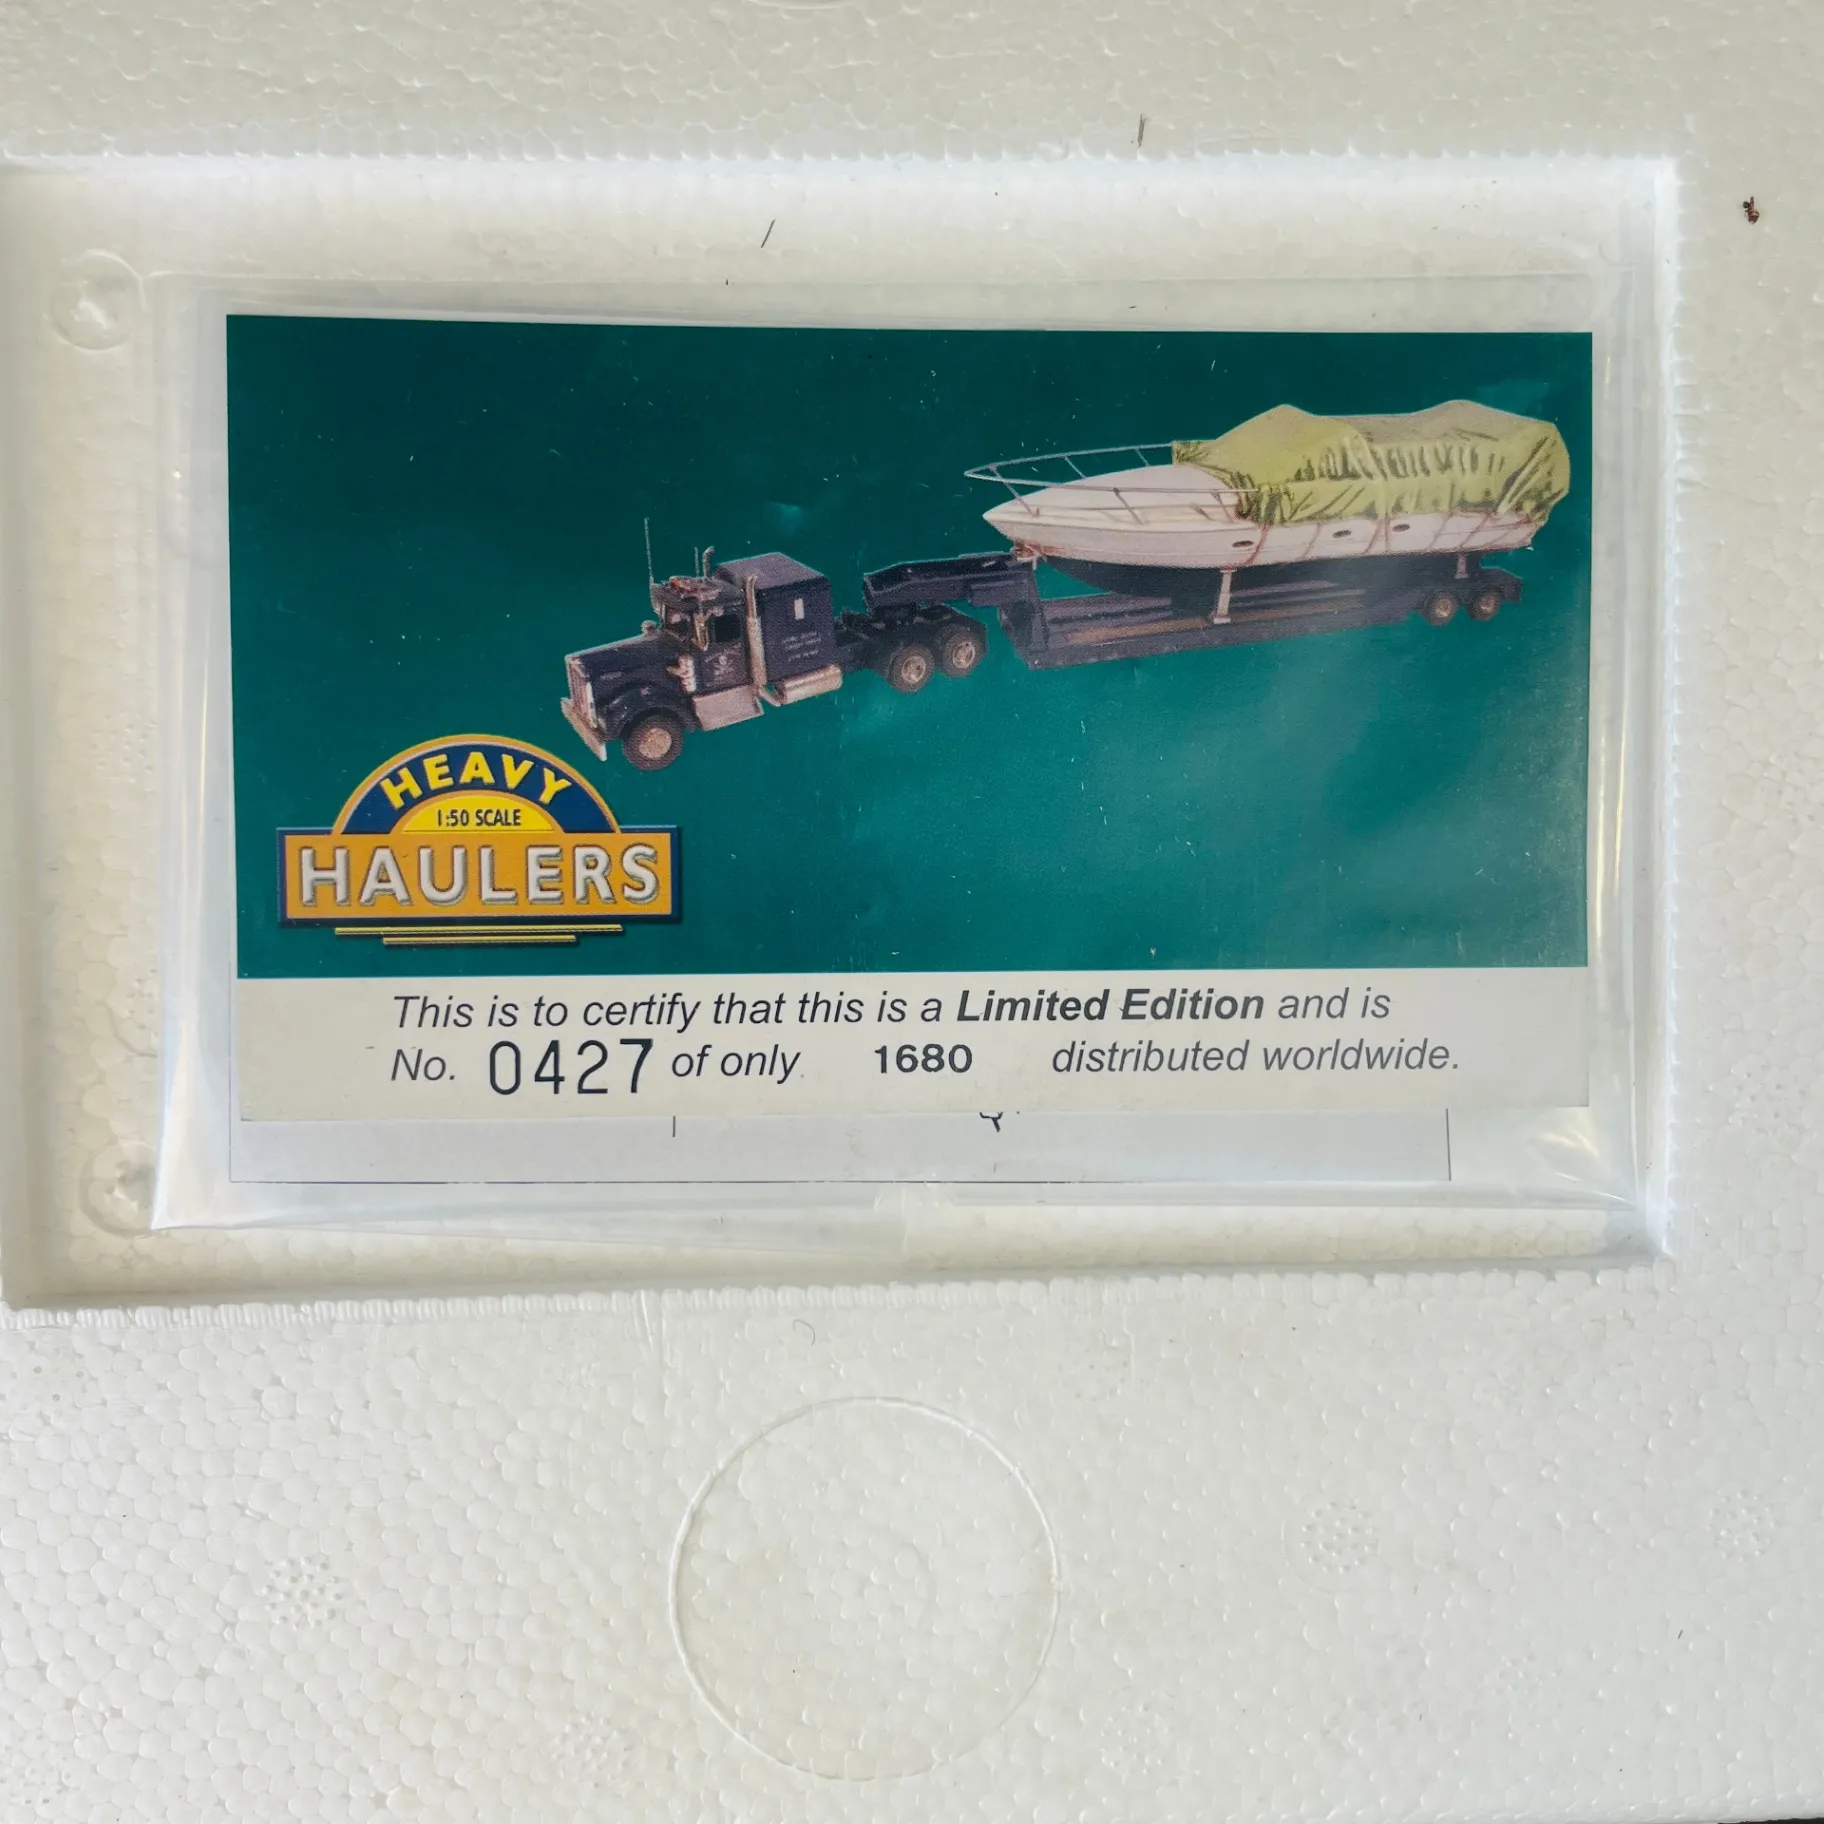 HEAVY
1:50 SCALE
HAULERS
This is to certify that this is a Limited Edition and is
No. 0427 of only 1680 distributed worldwide.